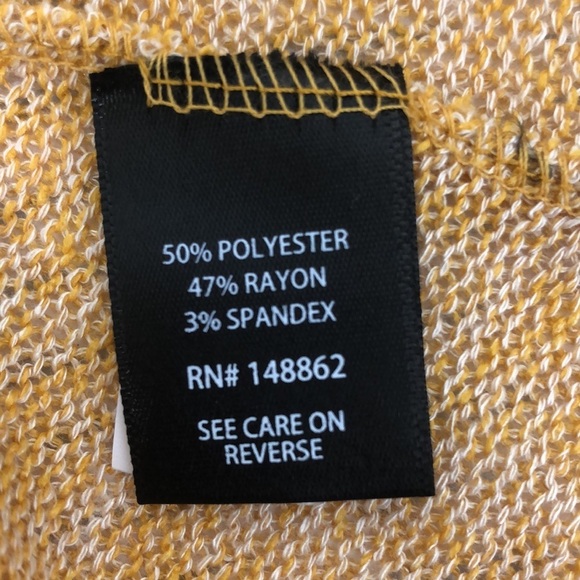 50% POLYESTER
47% RAYON
3% SPANDEX
RN# 148862
SEE CARE ON
REVERSE